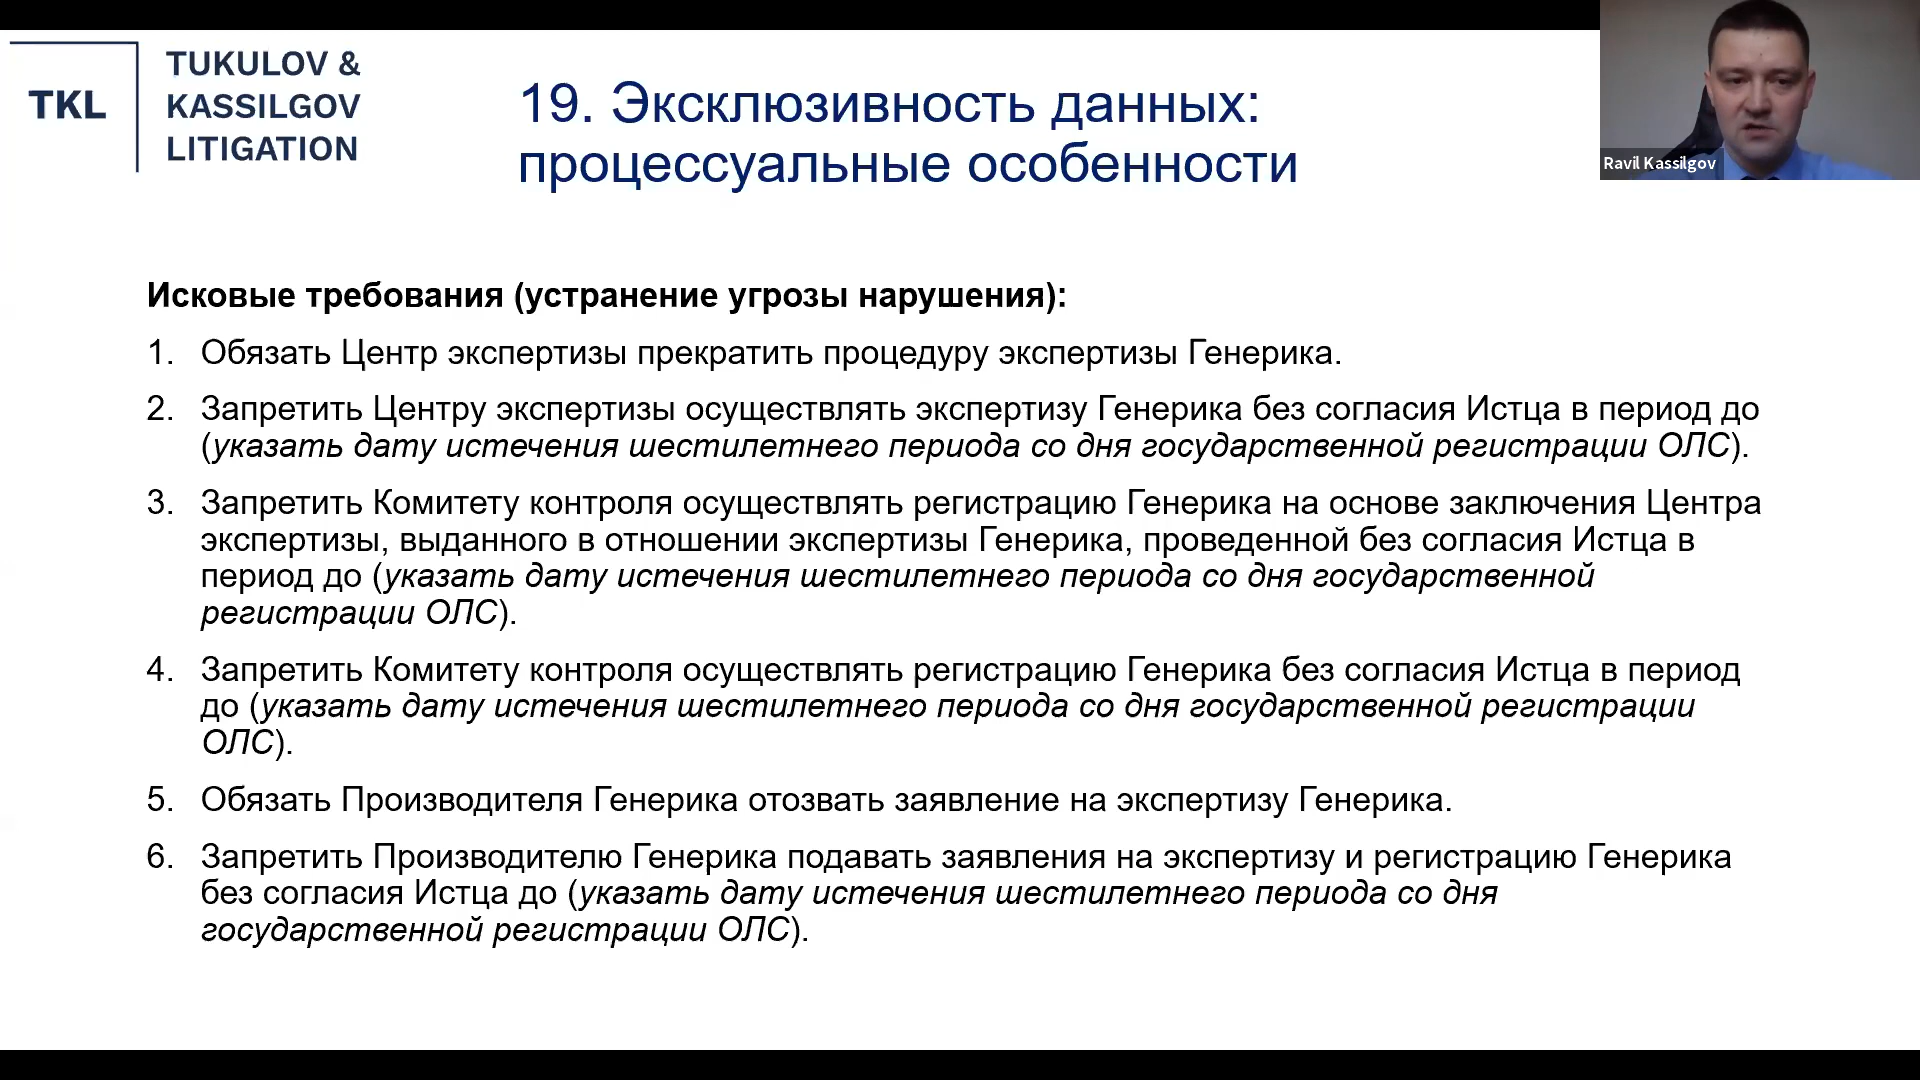 TKL
TUKULOV &
KASSILGOV
LITIGATION
19. Эксклюзивность данных:
процессуальные особенности
Ravil Kassilgov
Исковые требования (устранение угрозы нарушения):
1. Обязать Центр экспертизы прекратить процедуру экспертизы Генерика.
2. Запретить Центру экспертизы осуществлять экспертизу Генерика без согласия Истца в период до
(указать дату истечения шестилетнего периода со дня государственной регистрации ОЛС).
3. Запретить Комитету контроля осуществлять регистрацию Генерика на основе заключения Центра
экспертизы, выданного в отношении экспертизы Генерика, проведенной без согласия Истца в
период до (указать дату истечения шестилетнего периода со дня государственной
регистрации ОЛС).
4. Запретить Комитету контроля осуществлять регистрацию Генерика без согласия Истца в период
до (указать дату истечения шестилетнего периода со дня государственной регистрации
ОЛС).
5. Обязать Производителя Генерика отозвать заявление на экспертизу Генерика.
6. Запретить Производителю Генерика подавать заявления на экспертизу и регистрацию Генерика
без согласия Истца до (указать дату истечения шестилетнего периода со дня
государственной регистрации ОЛС).